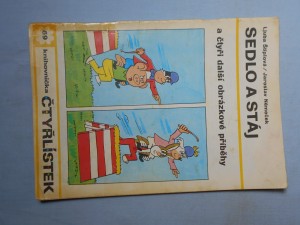 Ljuba Štíplová / Jaroslav Němeček
SEDLO A STÁJ
a čtyři další obrázkové příběhy
69 knihovnička
ČTYŘLÍSTEK